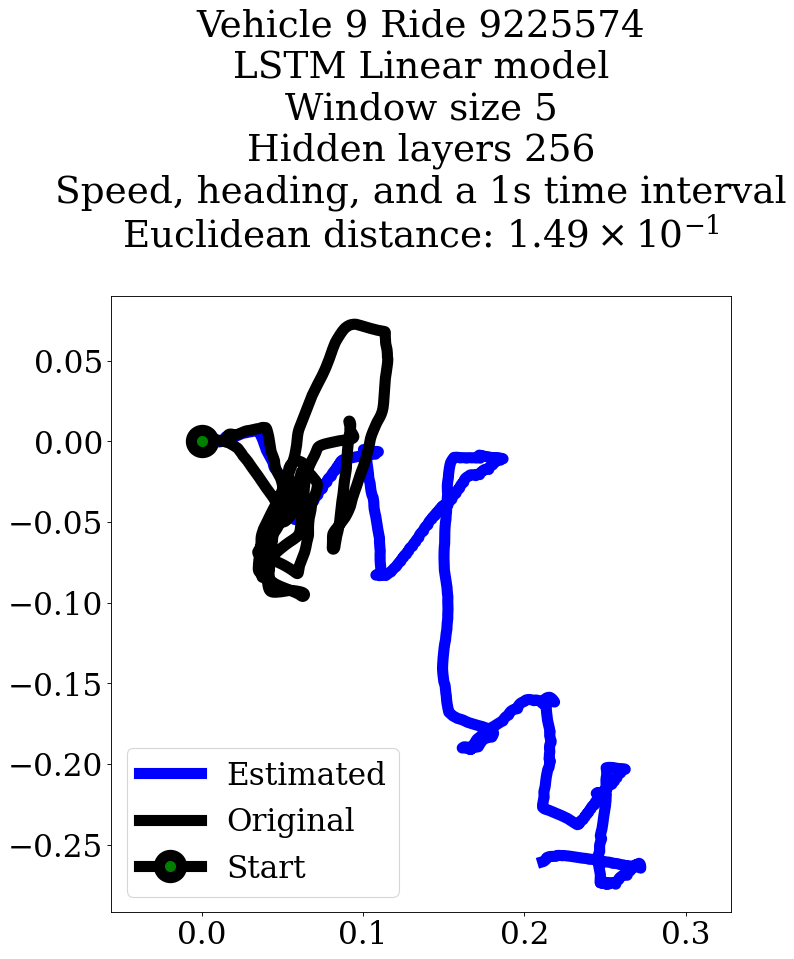 Vehicle 9 Ride 9225574
LSTM Linear model
Window size 5
Hidden layers 256
Speed, heading, and a 1s time interval
Euclidean distance: 1.49 × 10⁻¹
0.05
0.00
−0.05
−0.10
−0.15
−0.20
−0.25
Estimated
Original
Start
0.0 0.1 0.2 0.3